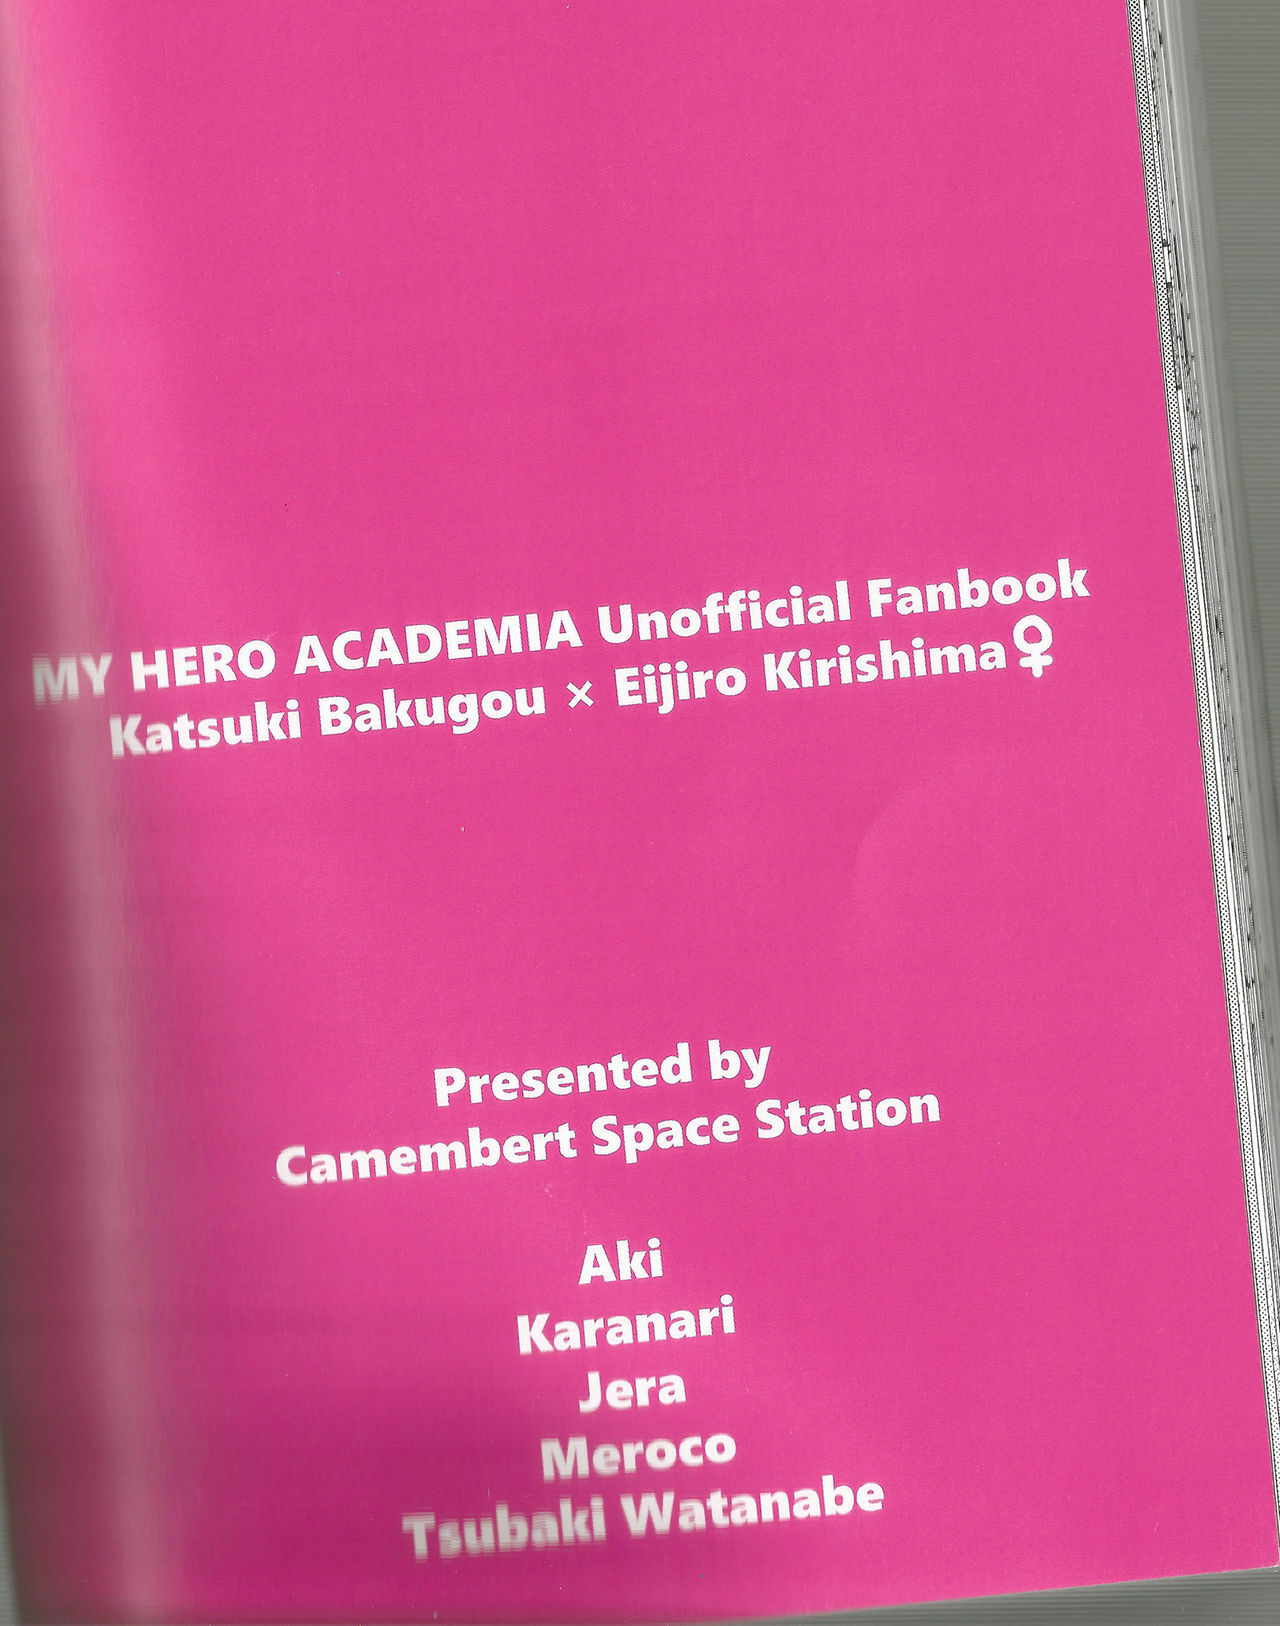 MY HERO ACADEMIA Unofficial Fanbook
Katsuki Bakugou × Eijiro Kirishima♀
Presented by
Camembert Space Station
Aki
Karanari
Jera
Meroco
Tsubaki Watanabe